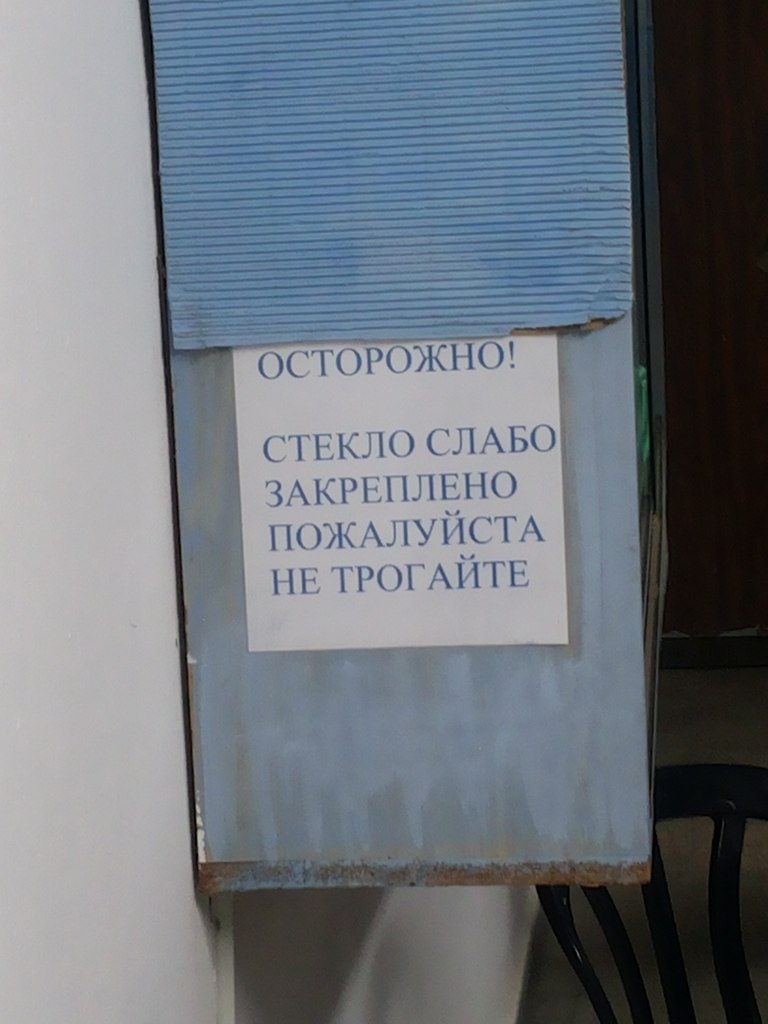 ОСТОРОЖНО!
СТЕКЛО СЛАБО
ЗАКРЕПЛЕНО
ПОЖАЛУЙСТА
НЕ ТРОГАЙТЕ